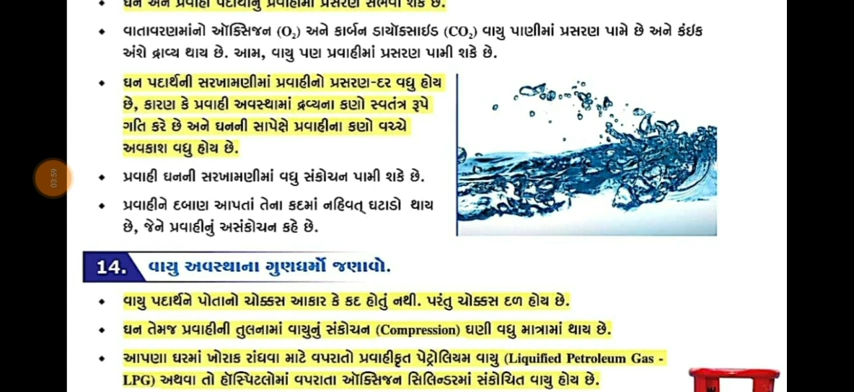 ઘન અને પ્રવાહી પદાર્થોનું પ્રવાહીમાં પ્રસરણ સંભવી શકે છે.
વાતાવરણમાંનો ઑક્સિજન (O₂) અને કાર્બન ડાયૉક્સાઇડ (CO₂) વાયુ પાણીમાં પ્રસરણ પામે છે અને કંઈક
અંશે દ્રાવ્ય થાય છે. આમ, વાયુ પણ પ્રવાહીમાં પ્રસરણ પામી શકે છે.
ઘન પદાર્થની સરખામણીમાં પ્રવાહીનો પ્રસરણ-દર વધુ હોય
છે, કારણ કે પ્રવાહી અવસ્થામાં દ્રવ્યના કણો સ્વતંત્ર રૂપે
ગતિ કરે છે અને ઘનની સાપેક્ષે પ્રવાહીના કણો વચ્ચે
અવકાશ વધુ હોય છે.
03:59
પ્રવાહી ઘનની સરખામણીમાં વધુ સંકોચન પામી શકે છે.
પ્રવાહીને દબાણ આપતાં તેના કદમાં નહિવત્ ઘટાડો થાય
છે, જેને પ્રવાહીનું અસંકોચન કહે છે.
14. વાયુ અવસ્થાના ગુણધર્મો જણાવો.
વાયુ પદાર્થને પોતાનો ચોક્કસ આકાર કે કદ હોતું નથી. પરંતુ ચોક્કસ દળ હોય છે.
ઘન તેમજ પ્રવાહીની તુલનામાં વાયુનું સંકોચન (Compression) ઘણી વધુ માત્રામાં થાય છે.
આપણા ઘરમાં ખોરાક રાંધવા માટે વપરાતો પ્રવાહીકૃત પેટ્રોલિયમ વાયુ (Liquified Petroleum Gas -
LPG) અથવા તો હૉસ્પિટલોમાં વપરાતા ઑક્સિજન સિલિન્ડરમાં સંકોચિત વાયુ હોય છે.